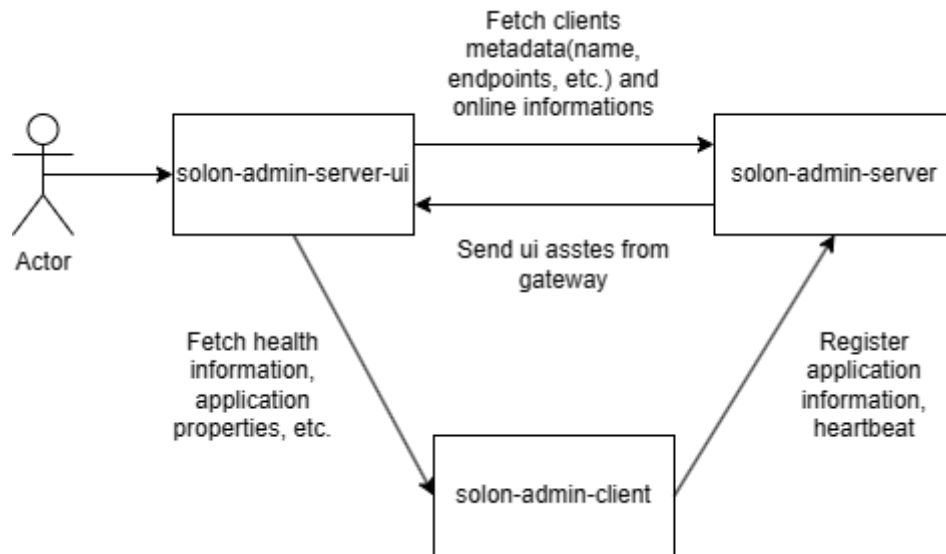 Fetch clients
metadata(name,
endpoints, etc.) and
online informations
solon-admin-server-ui
solon-admin-server
Actor
Send ui asstes from
gateway
Fetch health
information,
application
properties, etc.
Register
application
information,
heartbeat
solon-admin-client